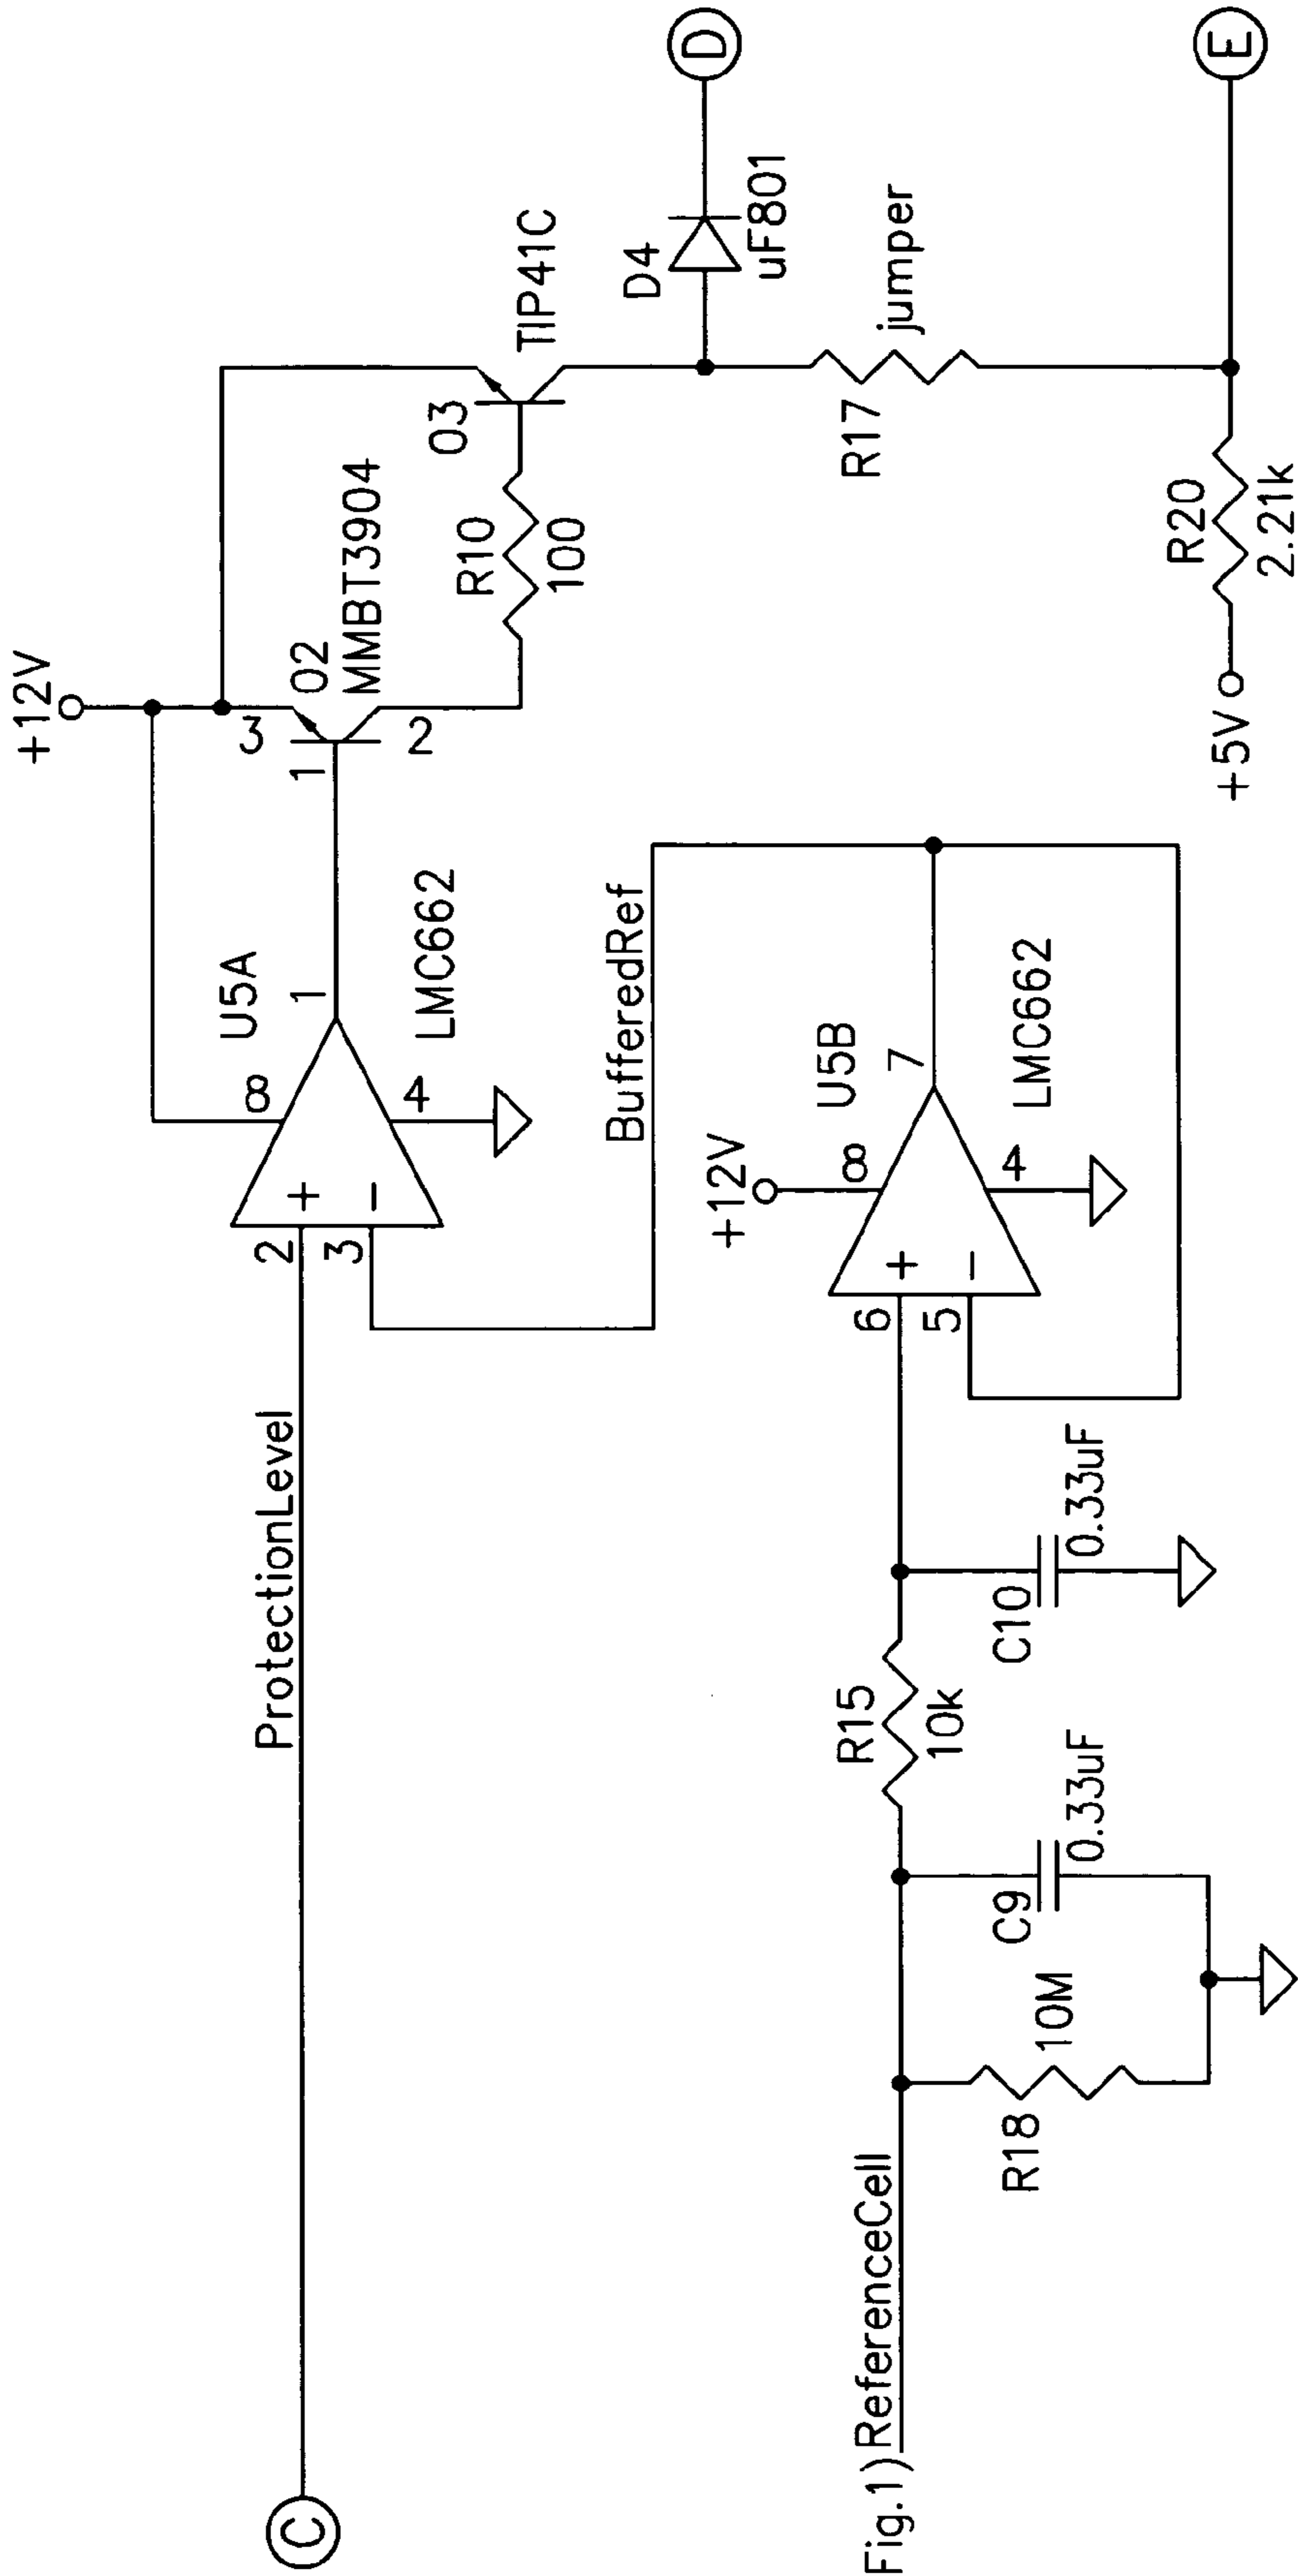 +12V
3
O2
MMBT3904
1
2
U5A
8
1
2
+
3
−
4
LMC662
ProtectionLevel
C
R10
100
O3
TIP41C
D4
uF801
D
R17
jumper
E
R20
2.21k
+5V
BufferedRef
+12V
U5B
8
7
6
+
5
−
4
LMC662
R15
10k
C10
0.33uF
C9
0.33uF
R18
10M
Fig.1) ReferenceCell